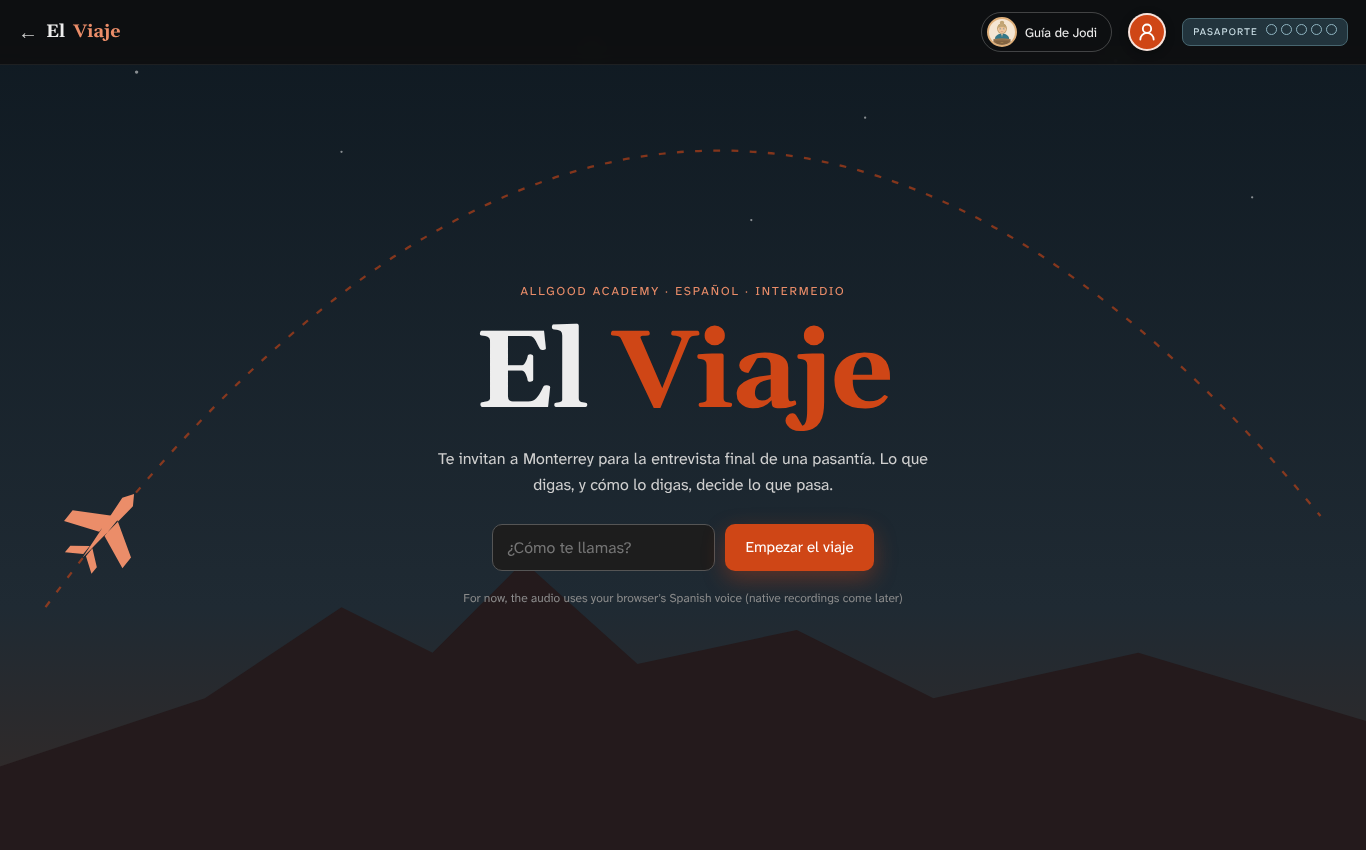 ← El Viaje
Guía de Jodi
PASAPORTE
ALLGOOD ACADEMY · ESPAÑOL · INTERMEDIO
El Viaje
Te invitan a Monterrey para la entrevista final de una pasantía. Lo que
digas, y cómo lo digas, decide lo que pasa.
¿Cómo te llamas?
Empezar el viaje
For now, the audio uses your browser's Spanish voice (native recordings come later)